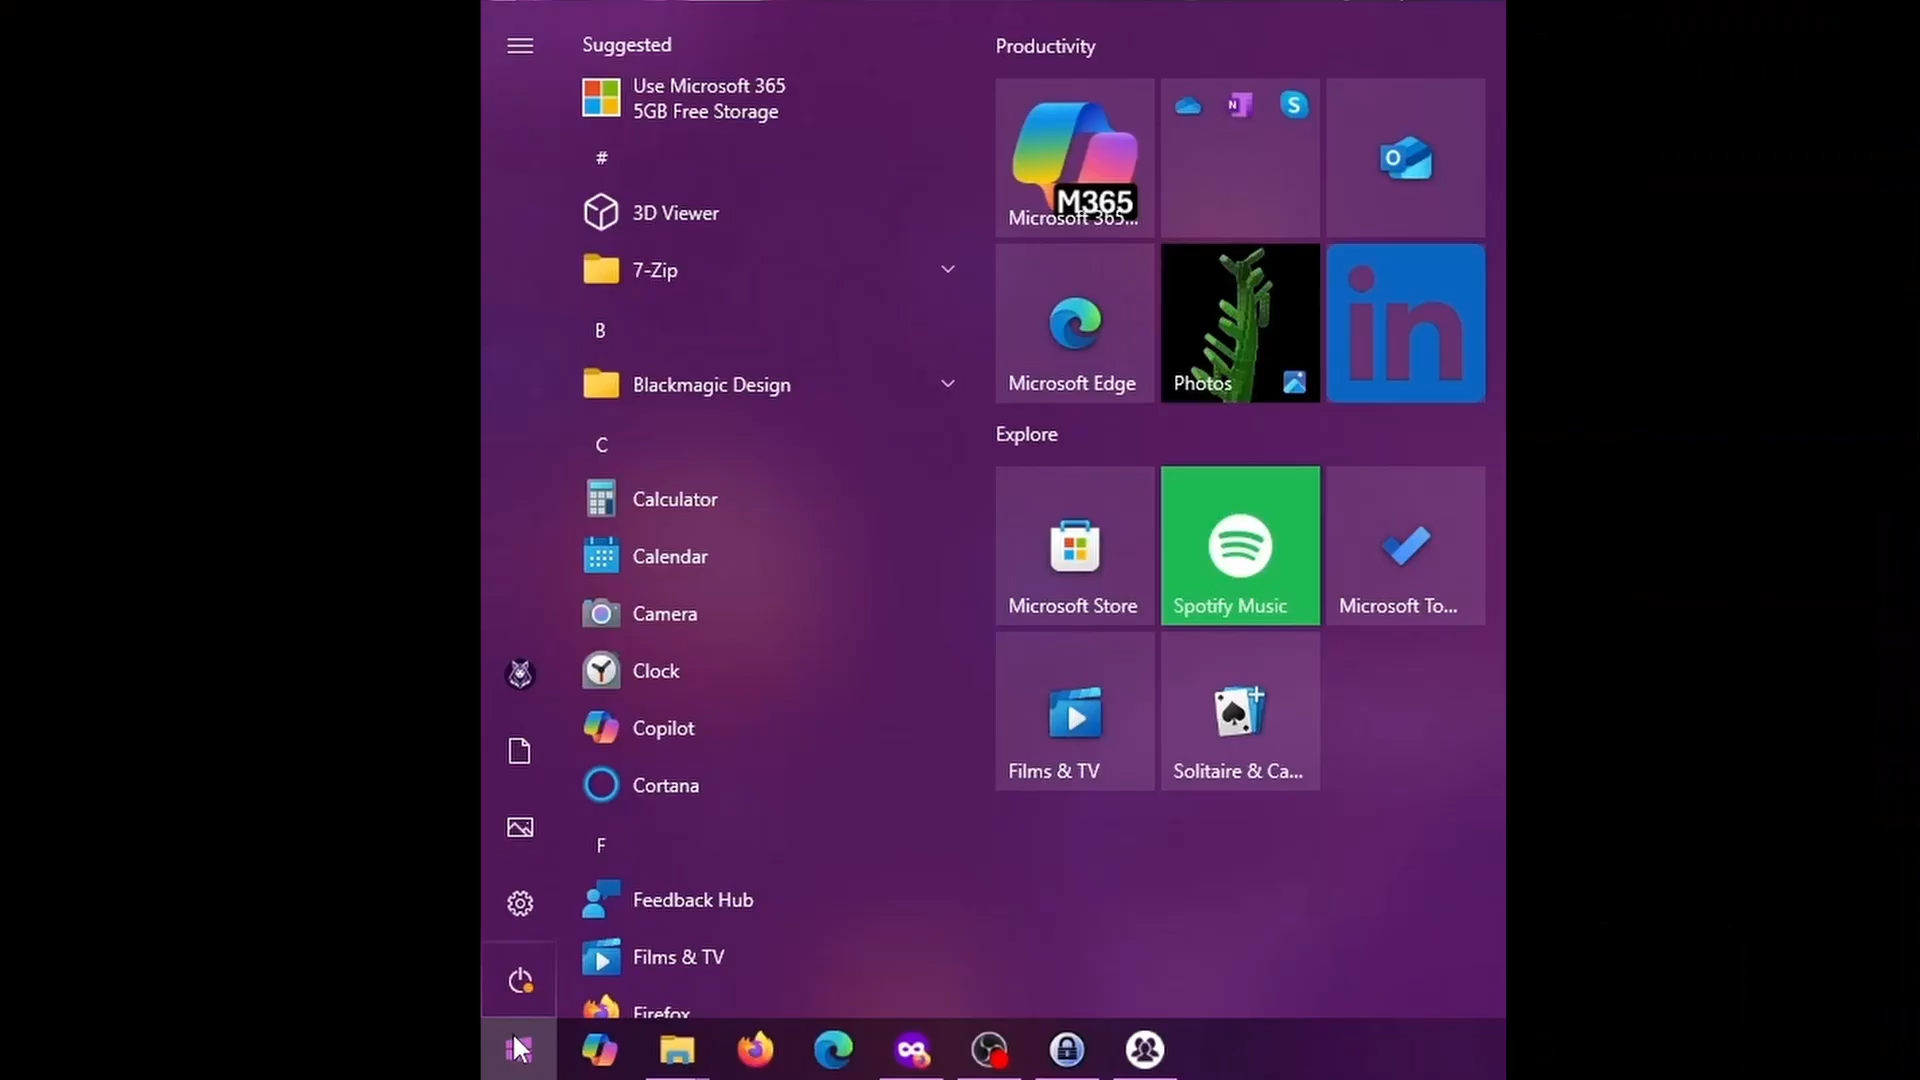 Suggested
Use Microsoft 365
5GB Free Storage
#
3D Viewer
7-Zip
B
Blackmagic Design
C
Calculator
Calendar
Camera
Clock
Copilot
Cortana
F
Feedback Hub
Films & TV
Firefox
Productivity
M365
Microsoft 365...
N
S
O
Microsoft Edge
Photos
in
Explore
Microsoft Store
Spotify Music
Microsoft To...
Films & TV
Solitaire & Ca...